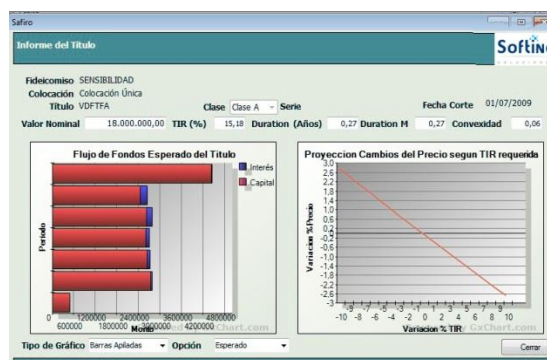 Safiro
Informe del Título
Softing
Fideicomiso SENSIBILIDAD
Colocación Colocación Única
Título VDFTFA Clase Clase A Serie Fecha Corte 01/07/2009
Valor Nominal 18.000.000,00 TIR (%) 15,18 Duration (Años) 0,27 Duration M 0,27 Convexidad 0,06
Flujo de Fondos Esperado del Título
Interés
Capital
Período
0 1200000 2400000 3600000 4800000
600000 1800000 3000000 4200000
Monto
Proyeccion Cambios del Precio segun TIR requerida
3,0
2,6
2,2
1,8
1,4
1,0
0,6
0,2
0
-0,2
-0,6
-1,0
-1,4
-1,8
-2,2
-2,6
-3
Variacion %Precio
-10 -8 -6 -4 -2 0 2 4 6 8 10
Variacion % TIR
GxChart.com
Tipo de Gráfico Barras Apiladas Opción Esperado Cerrar